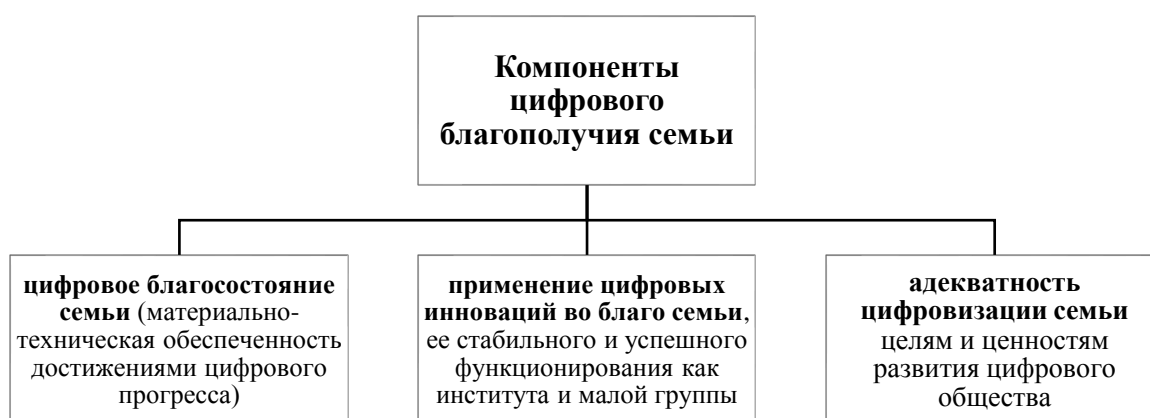 Компоненты
цифрового
благополучия семьи
цифровое благосостояние
семьи (материально-
техническая обеспеченность
достижениями цифрового
прогресса)
применение цифровых
инноваций во благо семьи,
ее стабильного и успешного
функционирования как
института и малой группы
адекватность
цифровизации семьи
целям и ценностям
развития цифрового
общества